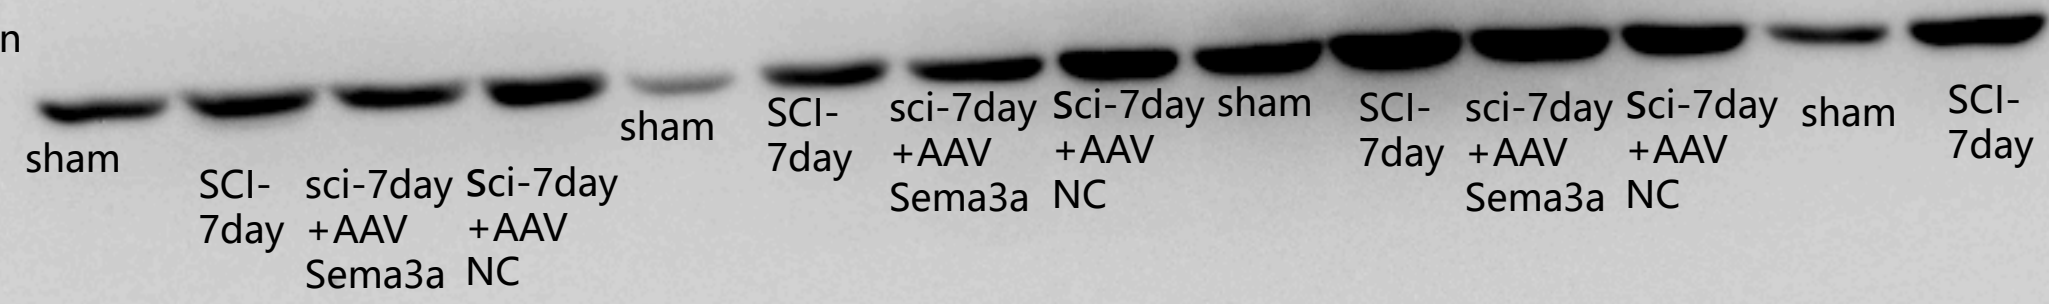 n
sham
SCI-
7day
sci-7day
+AAV
Sema3a
Sci-7day
+AAV
NC
sham
SCI-
7day
sci-7day
+AAV
Sema3a
Sci-7day
+AAV
NC
sham
SCI-
7day
sci-7day
+AAV
Sema3a
Sci-7day
+AAV
NC
sham
SCI-
7day